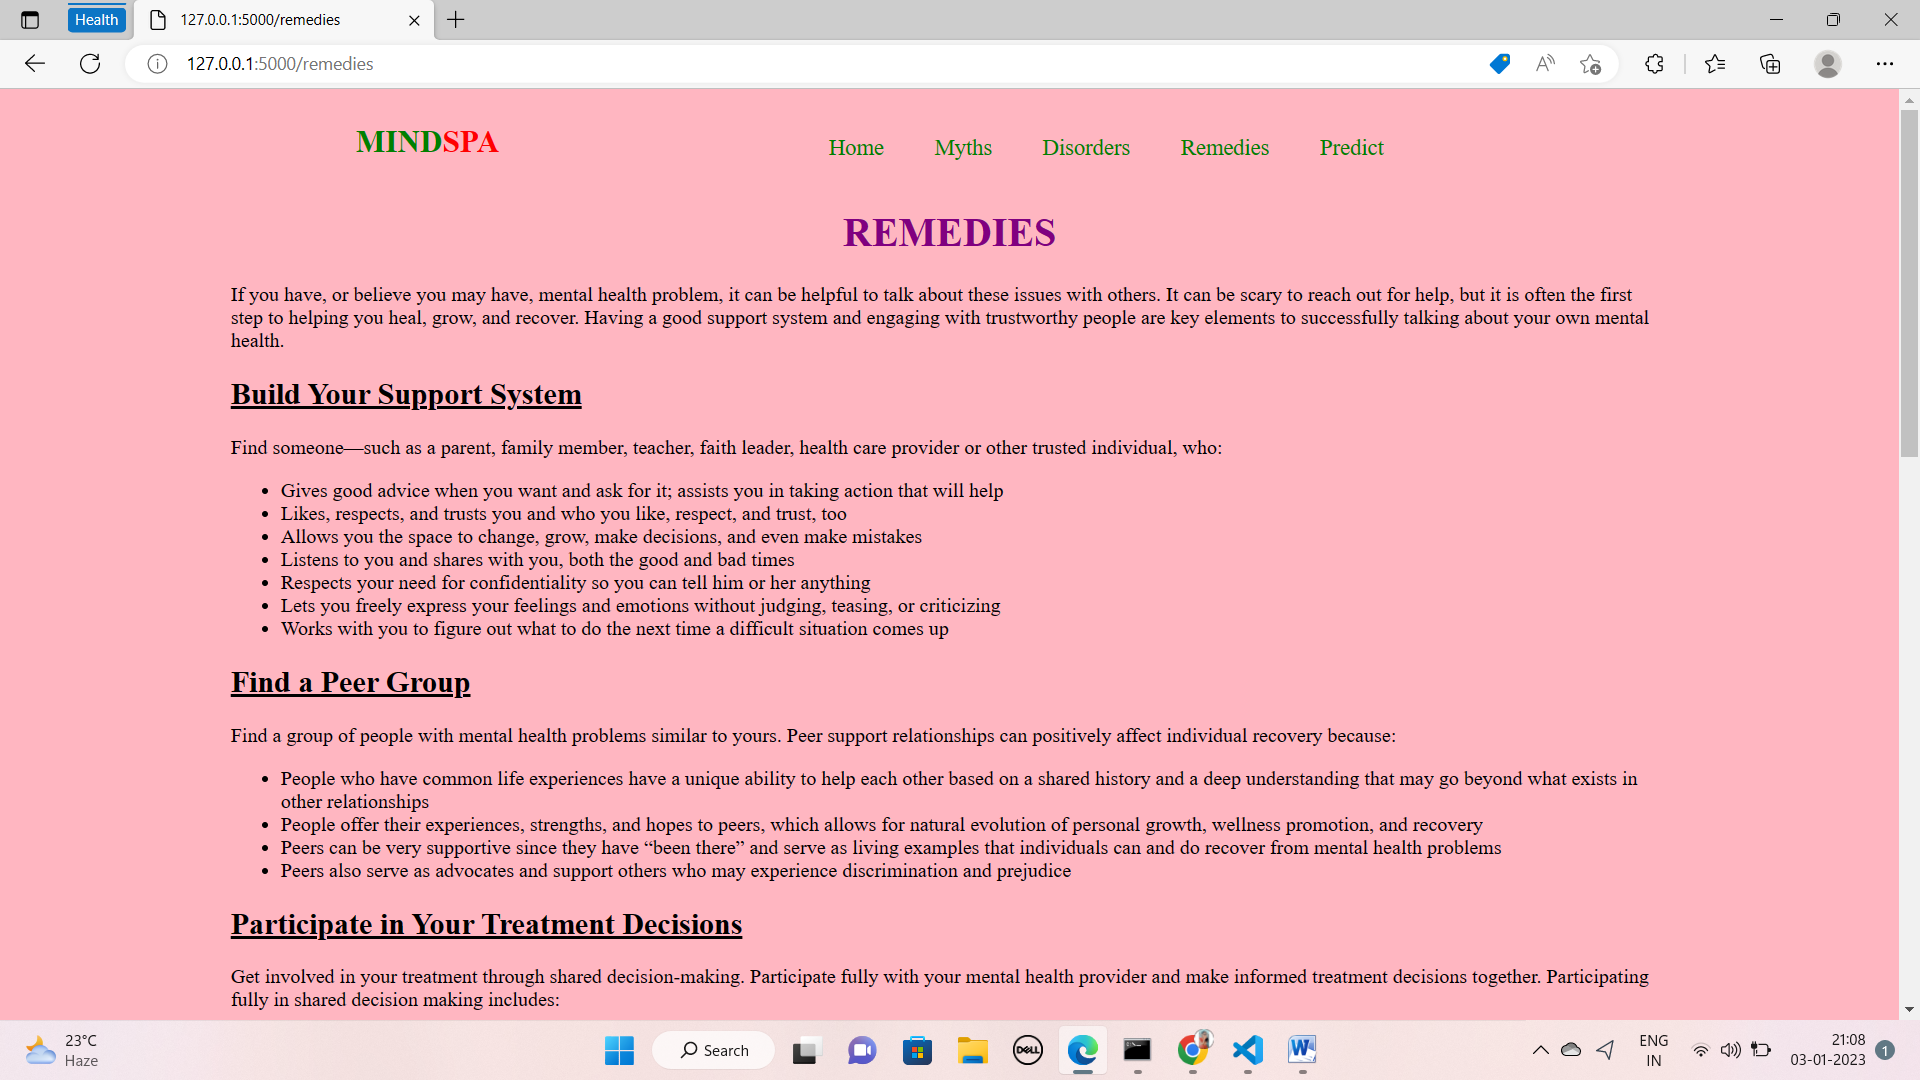 Health
127.0.0.1:5000/remedies
127.0.0.1:5000/remedies
MINDSPA
Home Myths Disorders Remedies Predict
REMEDIES
If you have, or believe you may have, mental health problem, it can be helpful to talk about these issues with others. It can be scary to reach out for help, but it is often the first
step to helping you heal, grow, and recover. Having a good support system and engaging with trustworthy people are key elements to successfully talking about your own mental
health.
Build Your Support System
Find someone—such as a parent, family member, teacher, faith leader, health care provider or other trusted individual, who:
• Gives good advice when you want and ask for it; assists you in taking action that will help
• Likes, respects, and trusts you and who you like, respect, and trust, too
• Allows you the space to change, grow, make decisions, and even make mistakes
• Listens to you and shares with you, both the good and bad times
• Respects your need for confidentiality so you can tell him or her anything
• Lets you freely express your feelings and emotions without judging, teasing, or criticizing
• Works with you to figure out what to do the next time a difficult situation comes up
Find a Peer Group
Find a group of people with mental health problems similar to yours. Peer support relationships can positively affect individual recovery because:
• People who have common life experiences have a unique ability to help each other based on a shared history and a deep understanding that may go beyond what exists in
other relationships
• People offer their experiences, strengths, and hopes to peers, which allows for natural evolution of personal growth, wellness promotion, and recovery
• Peers can be very supportive since they have “been there” and serve as living examples that individuals can and do recover from mental health problems
• Peers also serve as advocates and support others who may experience discrimination and prejudice
Participate in Your Treatment Decisions
Get involved in your treatment through shared decision-making. Participate fully with your mental health provider and make informed treatment decisions together. Participating
fully in shared decision making includes:
23°C
Haze
Search
DELL
ENG
IN
21:08
03-01-2023
1